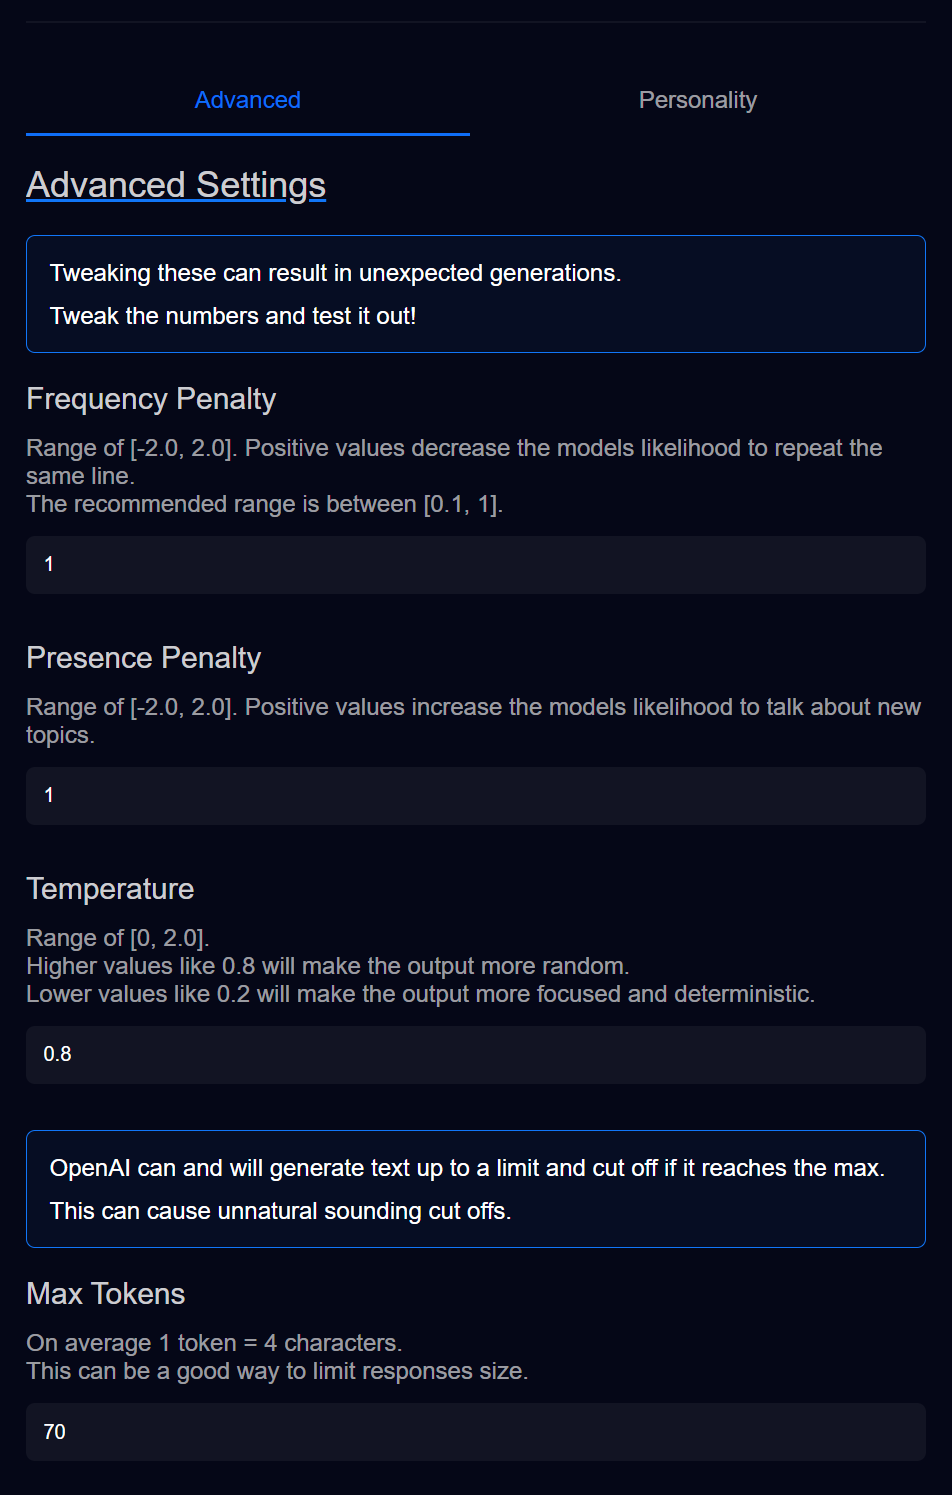 Advanced
Personality
Advanced Settings
Tweaking these can result in unexpected generations.
Tweak the numbers and test it out!
Frequency Penalty
Range of [-2.0, 2.0]. Positive values decrease the models likelihood to repeat the
same line.
The recommended range is between [0.1, 1].
1
Presence Penalty
Range of [-2.0, 2.0]. Positive values increase the models likelihood to talk about new
topics.
1
Temperature
Range of [0, 2.0].
Higher values like 0.8 will make the output more random.
Lower values like 0.2 will make the output more focused and deterministic.
0.8
OpenAI can and will generate text up to a limit and cut off if it reaches the max.
This can cause unnatural sounding cut offs.
Max Tokens
On average 1 token = 4 characters.
This can be a good way to limit responses size.
70